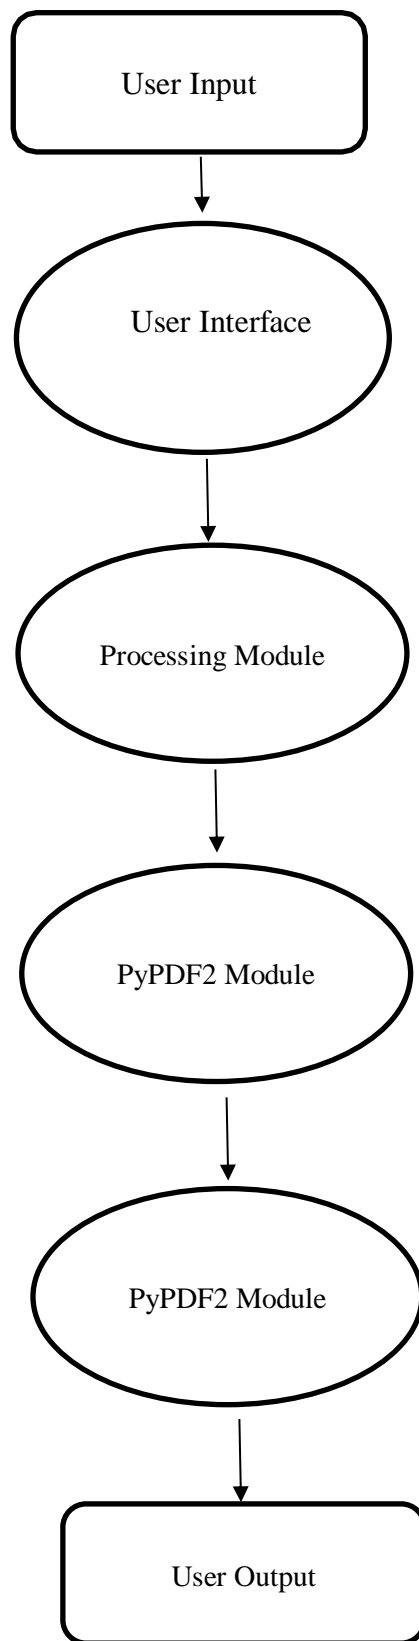 User Input
User Interface
Processing Module
PyPDF2 Module
PyPDF2 Module
User Output